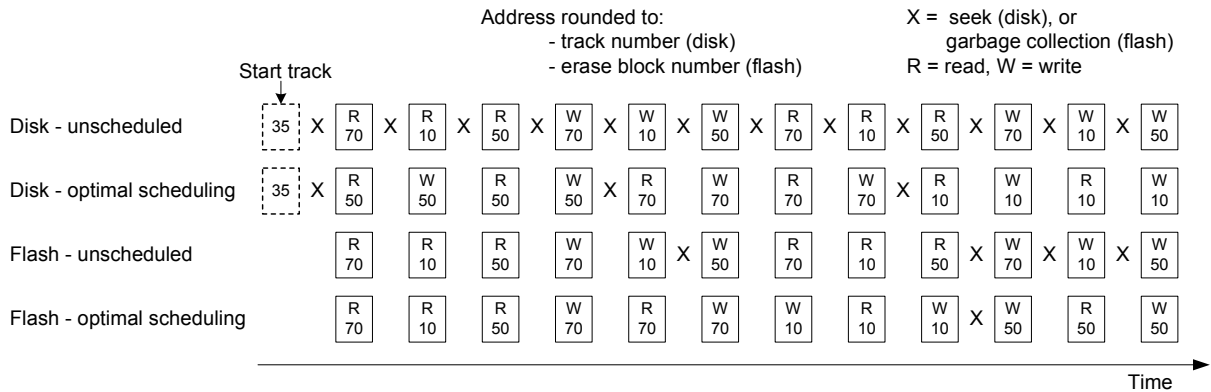 Address rounded to:
- track number (disk)
- erase block number (flash)
X = seek (disk), or
garbage collection (flash)
R = read, W = write
Start track
Disk - unscheduled 35 X R 70 X R 10 X R 50 X W 70 X W 10 X W 50 X R 70 X R 10 X R 50 X W 70 X W 10 X W 50
Disk - optimal scheduling 35 X R 50 W 50 R 50 W 50 X R 70 W 70 R 70 W 70 X R 10 W 10 R 10 W 10
Flash - unscheduled R 70 R 10 R 50 W 70 W 10 X W 50 R 70 R 10 R 50 X W 70 X W 10 X W 50
Flash - optimal scheduling R 70 R 10 R 50 W 70 R 70 W 70 W 10 R 10 W 10 X W 50 R 50 W 50
Time